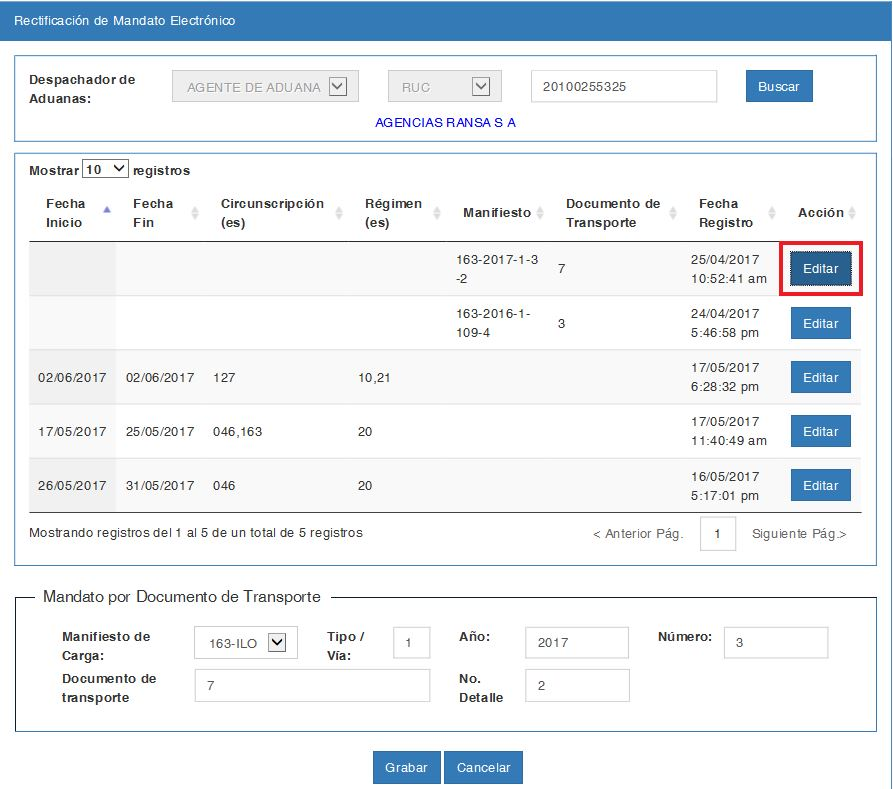 Rectificación de Mandato Electrónico
Despachador de
Aduanas:
AGENTE DE ADUANA
RUC
20100255325
Buscar
AGENCIAS RANSA S A
Mostrar 10 registros
Fecha
Inicio
Fecha
Fin
Circunscripción
(es)
Régimen
(es)
Manifiesto
Documento de
Transporte
Fecha
Registro
Acción
163-2017-1-3
-2
7
25/04/2017
10:52:41 am
Editar
163-2016-1-
109-4
3
24/04/2017
5:46:58 pm
Editar
02/06/2017 02/06/2017 127 10,21
17/05/2017
6:28:32 pm
Editar
17/05/2017 25/05/2017 046,163 20
17/05/2017
11:40:49 am
Editar
26/05/2017 31/05/2017 046 20
16/05/2017
5:17:01 pm
Editar
Mostrando registros del 1 al 5 de un total de 5 registros
< Anterior Pág. 1 Siguiente Pág.>
Mandato por Documento de Transporte
Manifiesto de
Carga:
163-ILO
Tipo /
Vía:
1
Año:
2017
Número:
3
Documento de
transporte
7
No.
Detalle
2
Grabar Cancelar